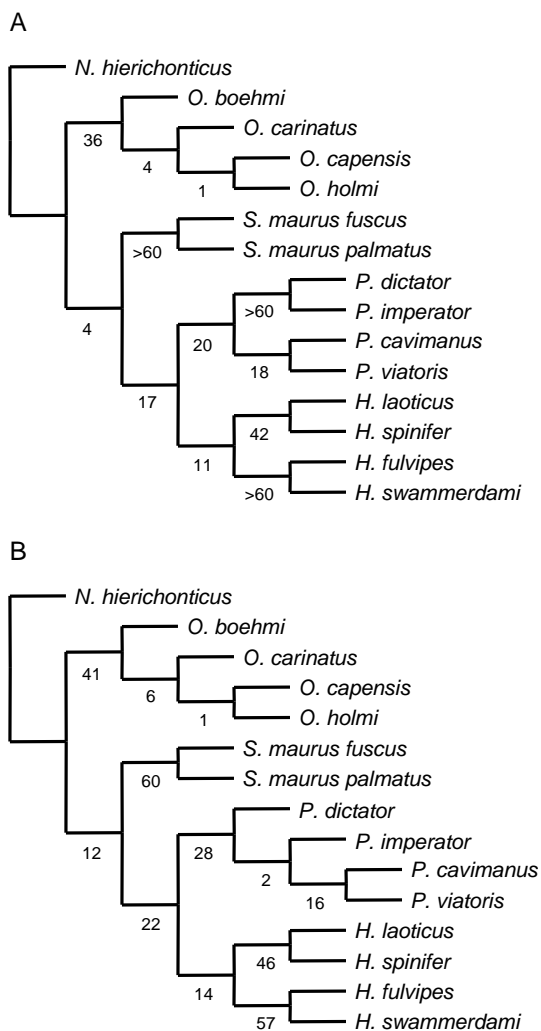 A
N. hierichonticus
O. boehmi
O. carinatus
36
O. capensis
4
O. holmi
1
S. maurus fuscus
S. maurus palmatus
>60
P. dictator
P. imperator
>60
4
P. cavimanus
20
P. viatoris
18
H. laoticus
17
H. spinifer
42
H. fulvipes
11
H. swammerdami
>60
B
N. hierichonticus
O. boehmi
O. carinatus
41
O. capensis
6
O. holmi
1
S. maurus fuscus
S. maurus palmatus
60
P. dictator
P. imperator
12
28
P. cavimanus
2
P. viatoris
16
22
H. laoticus
H. spinifer
46
H. fulvipes
14
H. swammerdami
57